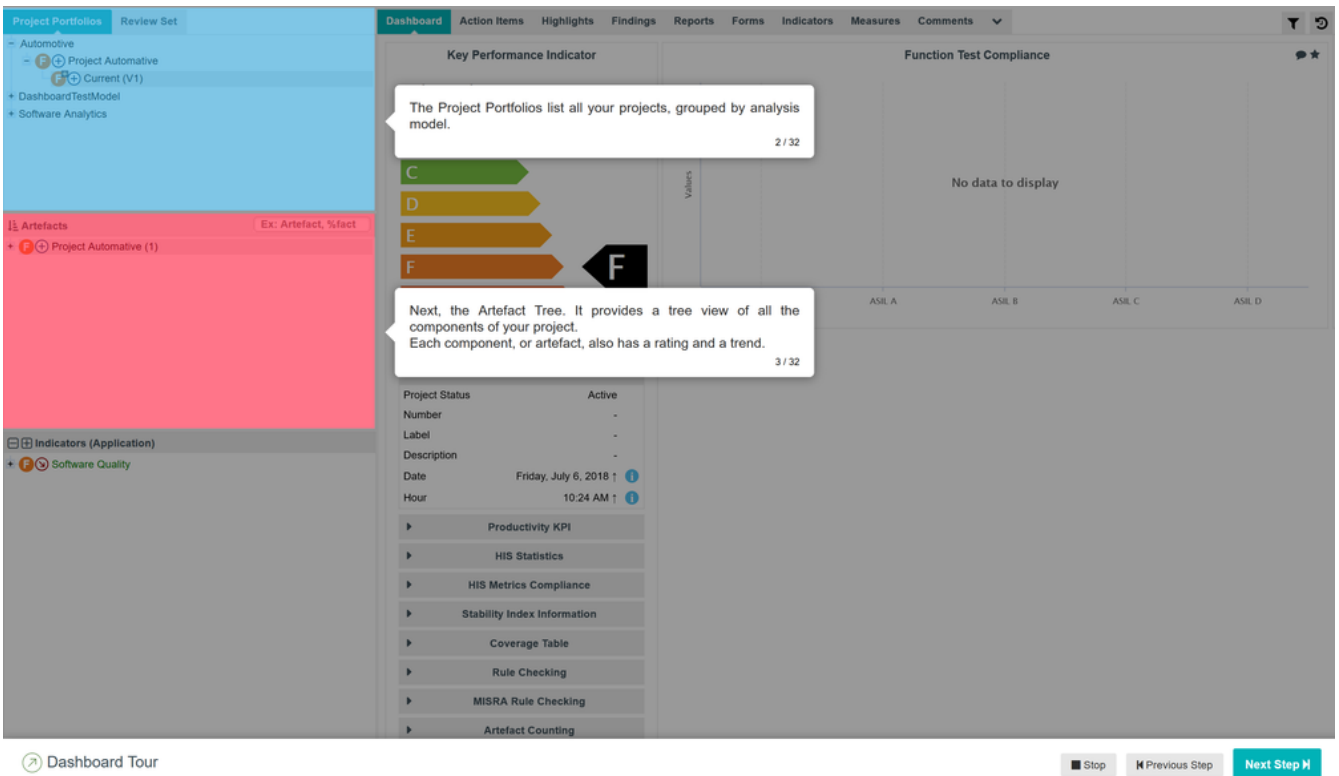 Project Portfolios Review Set
Dashboard Action Items Highlights Findings Reports Forms Indicators Measures Comments
Automotive
F Project Automotive
F Current (V1)
DashboardTestModel
Software Analytics
Key Performance Indicator
Function Test Compliance
The Project Portfolios list all your projects, grouped by analysis
model.
2 / 32
C
D
E
F
F
Values
No data to display
ASIL A ASIL B ASIL C ASIL D
Artefacts Ex: Artefact, %fact
F Project Automative (1)
Next, the Artefact Tree. It provides a tree view of all the
components of your project.
Each component, or artefact, also has a rating and a trend.
3 / 32
Project Status Active
Number -
Label -
Description -
Date Friday, July 6, 2018 ↑
Hour 10:24 AM ↑
Indicators (Application)
F Software Quality
Productivity KPI
HIS Statistics
HIS Metrics Compliance
Stability Index Information
Coverage Table
Rule Checking
MISRA Rule Checking
Artefact Counting
Dashboard Tour
Stop Previous Step Next Step